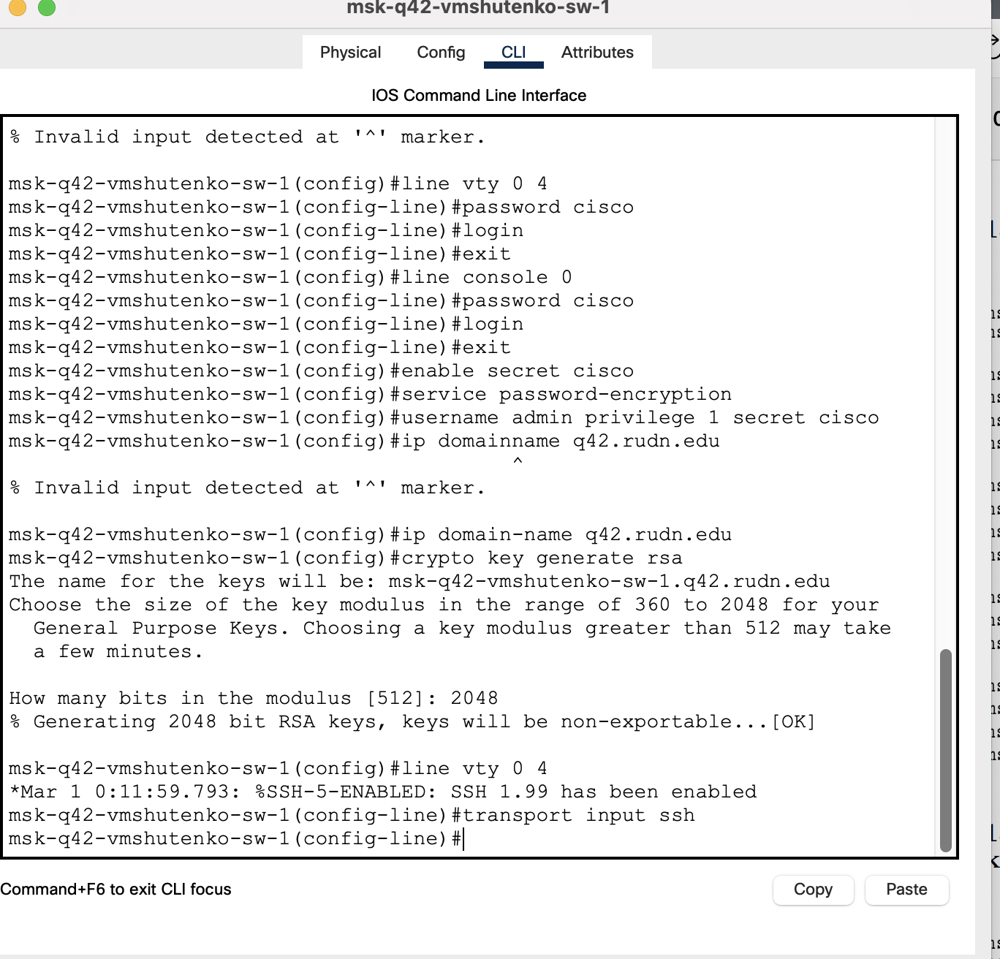 msk-q42-vmshutenko-sw-1
Physical Config CLI Attributes
IOS Command Line Interface
% Invalid input detected at '^' marker.
msk-q42-vmshutenko-sw-1(config)#line vty 0 4
msk-q42-vmshutenko-sw-1(config-line)#password cisco
msk-q42-vmshutenko-sw-1(config-line)#login
msk-q42-vmshutenko-sw-1(config-line)#exit
msk-q42-vmshutenko-sw-1(config)#line console 0
msk-q42-vmshutenko-sw-1(config-line)#password cisco
msk-q42-vmshutenko-sw-1(config-line)#login
msk-q42-vmshutenko-sw-1(config-line)#exit
msk-q42-vmshutenko-sw-1(config)#enable secret cisco
msk-q42-vmshutenko-sw-1(config)#service password-encryption
msk-q42-vmshutenko-sw-1(config)#username admin privilege 1 secret cisco
msk-q42-vmshutenko-sw-1(config)#ip domainname q42.rudn.edu
^
% Invalid input detected at '^' marker.
msk-q42-vmshutenko-sw-1(config)#ip domain-name q42.rudn.edu
msk-q42-vmshutenko-sw-1(config)#crypto key generate rsa
The name for the keys will be: msk-q42-vmshutenko-sw-1.q42.rudn.edu
Choose the size of the key modulus in the range of 360 to 2048 for your
General Purpose Keys. Choosing a key modulus greater than 512 may take
a few minutes.
How many bits in the modulus [512]: 2048
% Generating 2048 bit RSA keys, keys will be non-exportable...[OK]
msk-q42-vmshutenko-sw-1(config)#line vty 0 4
*Mar 1 0:11:59.793: %SSH-5-ENABLED: SSH 1.99 has been enabled
msk-q42-vmshutenko-sw-1(config-line)#transport input ssh
msk-q42-vmshutenko-sw-1(config-line)#
Command+F6 to exit CLI focus
Copy Paste